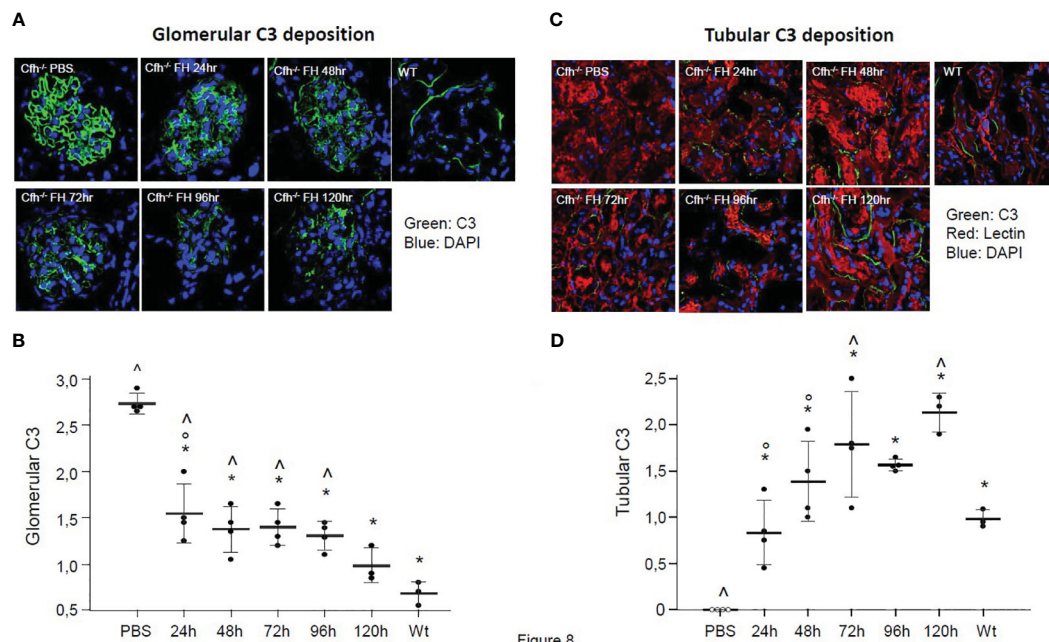 A
Glomerular C3 deposition
Cfh-/- PBS
Cfh-/- FH 24hr
Cfh-/- FH 48hr
WT
Cfh-/- FH 72hr
Cfh-/- FH 96hr
Cfh-/- FH 120hr
Green: C3
Blue: DAPI
B
Glomerular C3
3,0
2,5
2,0
1,5
1,0
0,5
^
^
°
*
^
*
^
*
^
*
*
*
PBS 24h 48h 72h 96h 120h Wt
C
Tubular C3 deposition
Cfh-/- PBS
Cfh-/- FH 24hr
Cfh-/- FH 48hr
WT
Cfh-/- FH 72hr
Cfh-/- FH 96hr
Cfh-/- FH 120hr
Green: C3
Red: Lectin
Blue: DAPI
D
Tubular C3
2,5
2,0
1,5
1,0
0,5
0
^
°
*
°
*
^
*
*
^
*
*
PBS 24h 48h 72h 96h 120h Wt
Figure 8